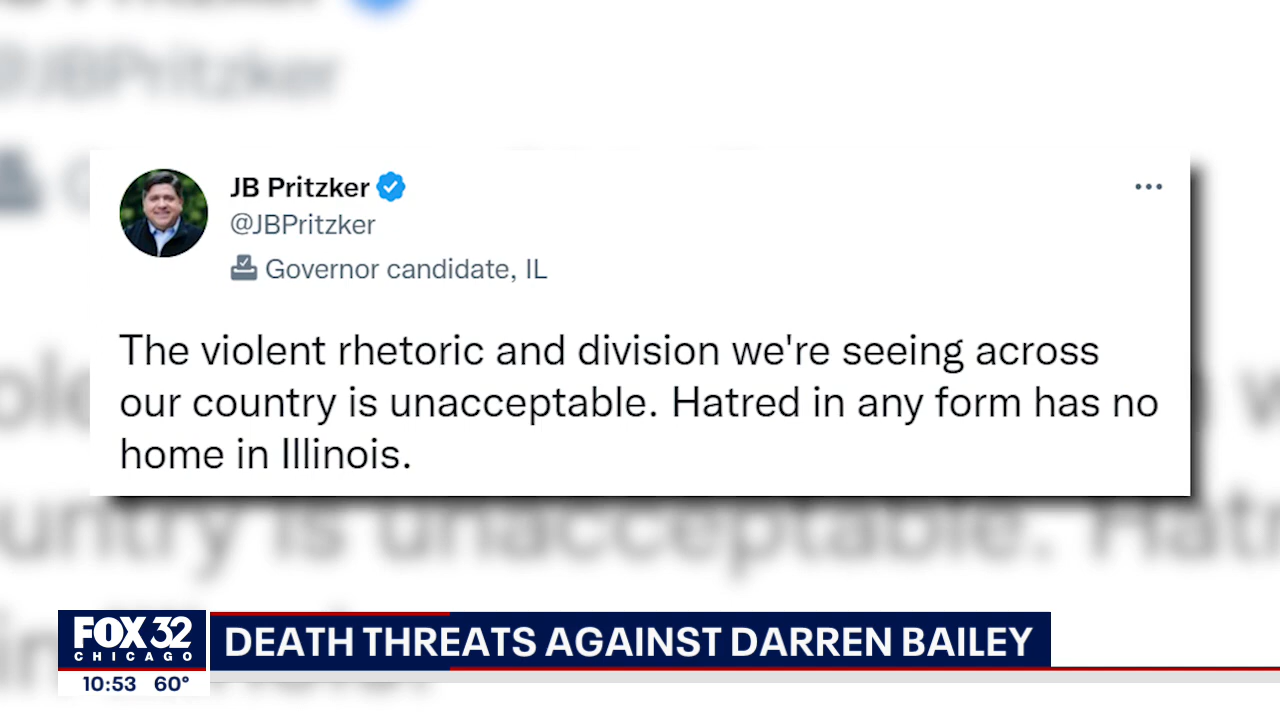 JB Pritzker
@JBPritzker
Governor candidate, IL
The violent rhetoric and division we're seeing across
our country is unacceptable. Hatred in any form has no
home in Illinois.
FOX 32
CHICAGO
DEATH THREATS AGAINST DARREN BAILEY
10:53 60°